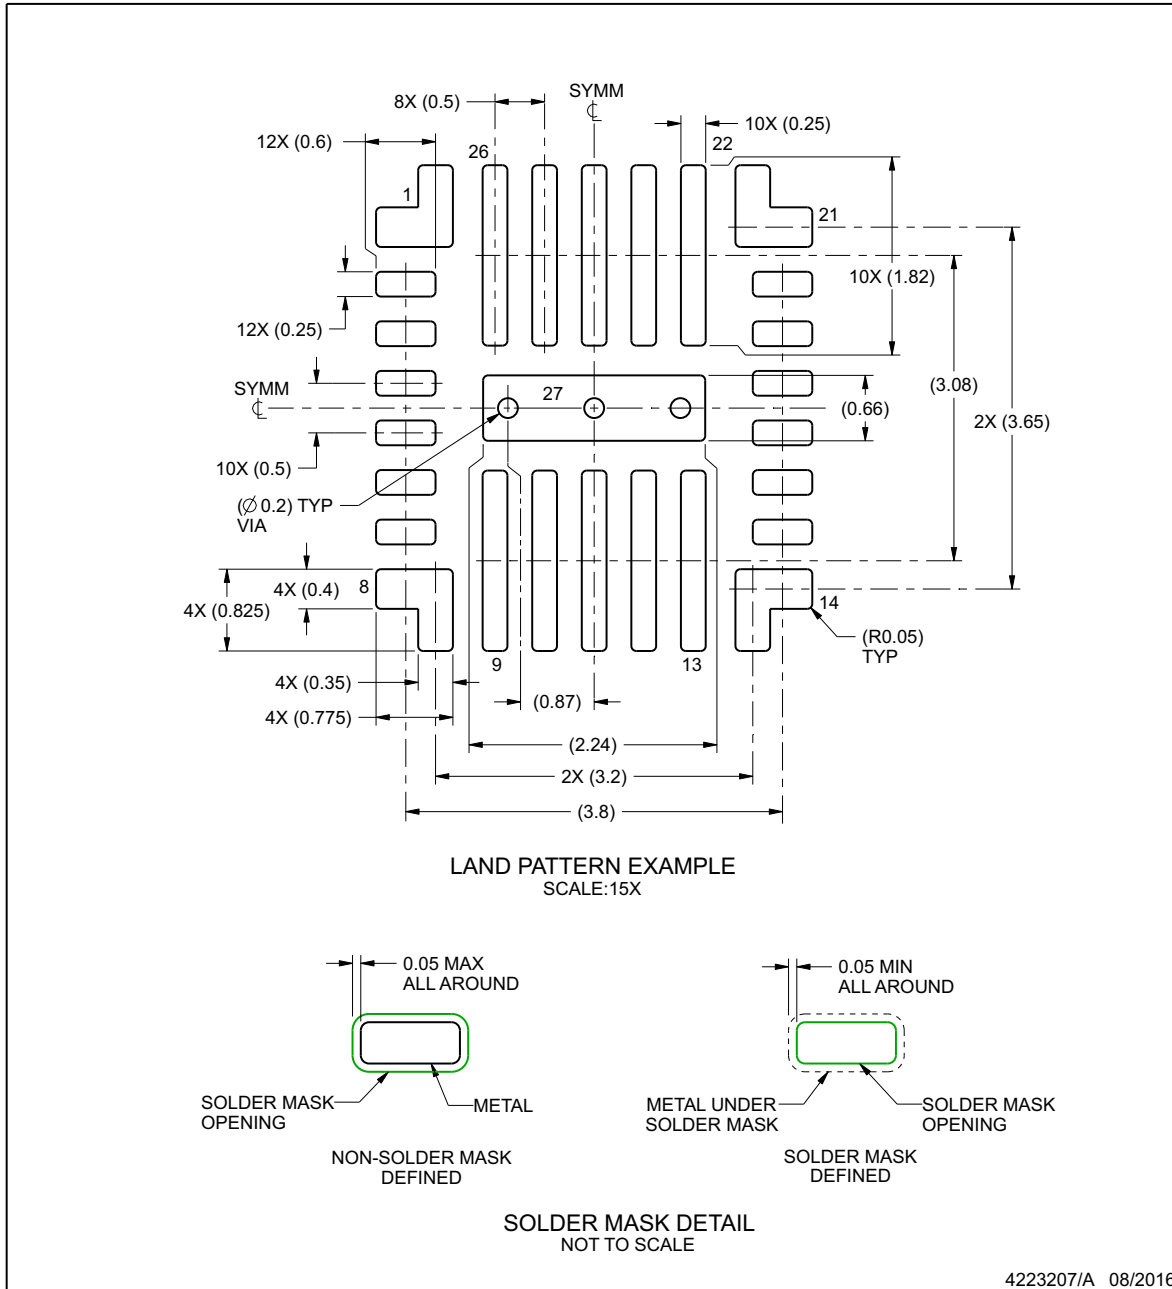 SYMM
8X (0.5)
10X (0.25)
12X (0.6)
26
22
1
21
10X (1.82)
12X (0.25)
SYMM
27
(3.08)
(0.66)
2X (3.65)
10X (0.5)
(∅ 0.2) TYP
VIA
8
4X (0.4)
4X (0.825)
14
(R0.05)
TYP
9
13
4X (0.35)
(0.87)
4X (0.775)
(2.24)
2X (3.2)
(3.8)
LAND PATTERN EXAMPLE
SCALE:15X
0.05 MAX
ALL AROUND
0.05 MIN
ALL AROUND
SOLDER MASK
OPENING
METAL
METAL UNDER
SOLDER MASK
SOLDER MASK
OPENING
NON-SOLDER MASK
DEFINED
SOLDER MASK
DEFINED
SOLDER MASK DETAIL
NOT TO SCALE
4223207/A 08/2016